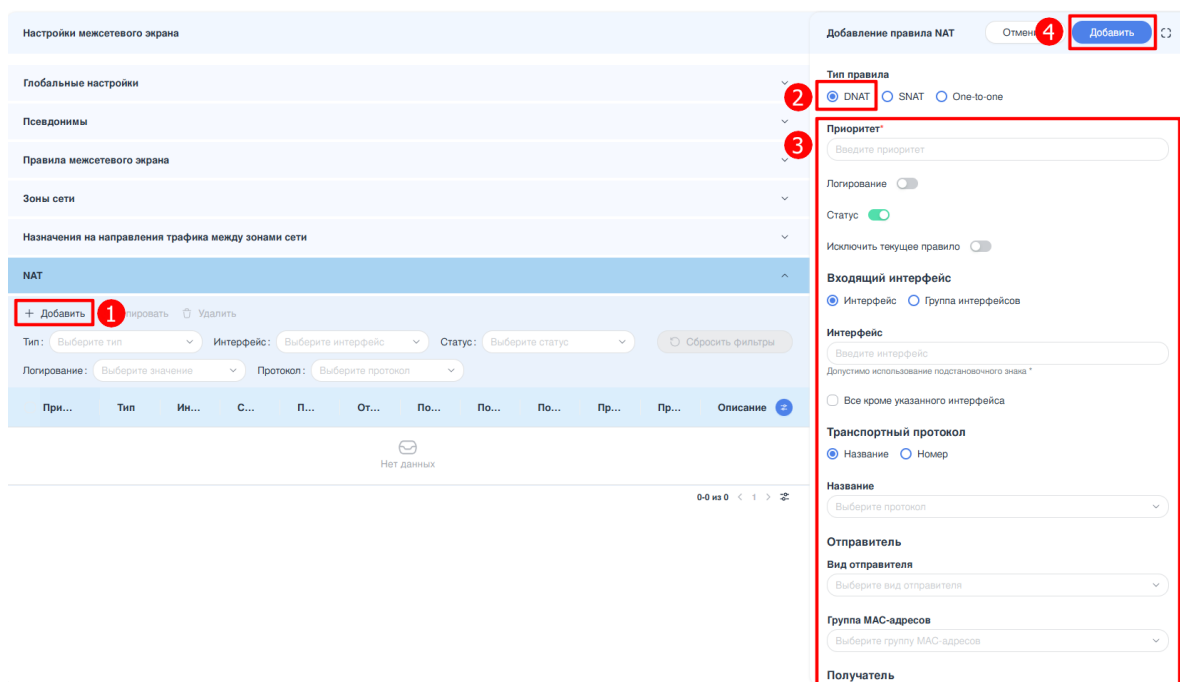 Настройки межсетевого экрана
Глобальные настройки
Псевдонимы
Правила межсетевого экрана
Зоны сети
Назначения на направления трафика между зонами сети
NAT
+ Добавить 1 пировать Удалить
Тип: Выберите тип Интерфейс: Выберите интерфейс Статус: Выберите статус Сбросить фильтры
Логирование: Выберите значение Протокол: Выберите протокол
При... Тип Ин... С... П... От... По... По... По... Пр... Пр... Описание
Нет данных
0-0 из 0 < 1 >
Добавление правила NAT Отмен 4 Добавить
Тип правила
2 DNAT SNAT One-to-one
3 Приоритет*
Введите приоритет
Логирование
Статус
Исключить текущее правило
Входящий интерфейс
Интерфейс Группа интерфейсов
Интерфейс
Введите интерфейс
Допустимо использование подстановочного знака *
Все кроме указанного интерфейса
Транспортный протокол
Название Номер
Название
Выберите протокол
Отправитель
Вид отправителя
Выберите вид отправителя
Группа МАС-адресов
Выберите группу МАС-адресов
Получатель